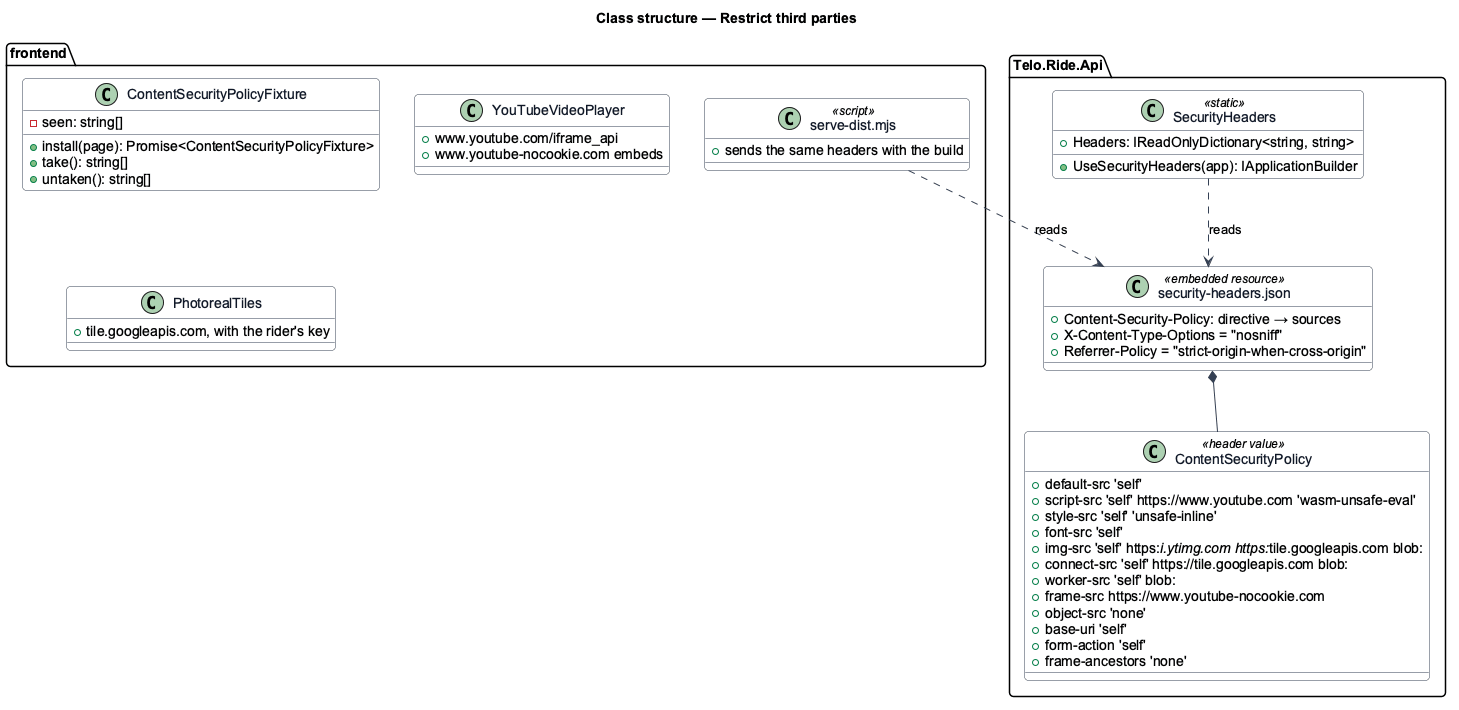 Class structure — Restrict third parties
frontend
C ContentSecurityPolicyFixture
seen: string[]
install(page): Promise<ContentSecurityPolicyFixture>
take(): string[]
untaken(): string[]
C YouTubeVideoPlayer
www.youtube.com/iframe_api
www.youtube-nocookie.com embeds
C «script»
serve-dist.mjs
sends the same headers with the build
C PhotorealTiles
tile.googleapis.com, with the rider's key
Telo.Ride.Api
C «static»
SecurityHeaders
Headers: IReadOnlyDictionary<string, string>
UseSecurityHeaders(app): IApplicationBuilder
reads
reads
C «embedded resource»
security-headers.json
Content-Security-Policy: directive → sources
X-Content-Type-Options = "nosniff"
Referrer-Policy = "strict-origin-when-cross-origin"
C «header value»
ContentSecurityPolicy
default-src 'self'
script-src 'self' https://www.youtube.com 'wasm-unsafe-eval'
style-src 'self' 'unsafe-inline'
font-src 'self'
img-src 'self' https:i.ytimg.com https:tile.googleapis.com blob:
connect-src 'self' https://tile.googleapis.com blob:
worker-src 'self' blob:
frame-src https://www.youtube-nocookie.com
object-src 'none'
base-uri 'self'
form-action 'self'
frame-ancestors 'none'